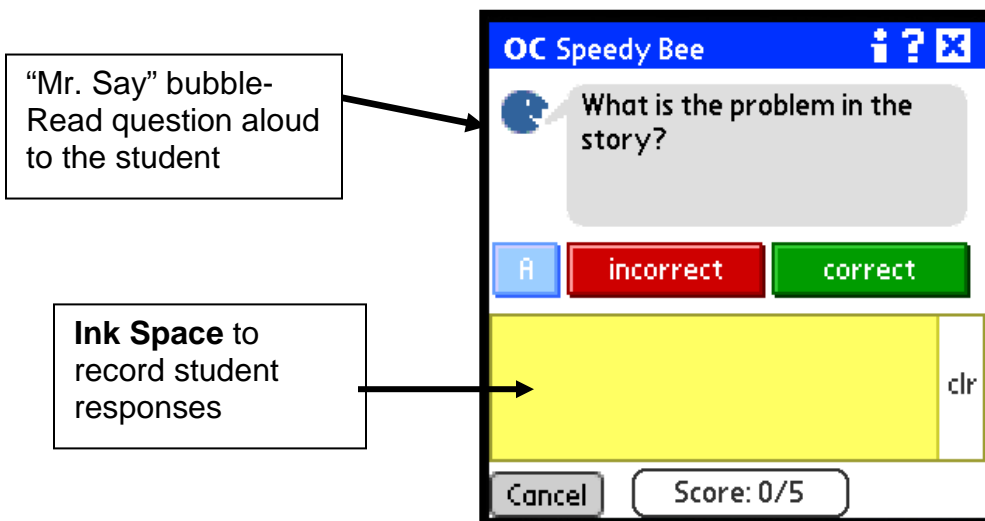 “Mr. Say” bubble-
Read question aloud
to the student
Ink Space to
record student
responses
OC Speedy Bee i ? X
What is the problem in the
story?
A incorrect correct
clr
Cancel Score: 0/5